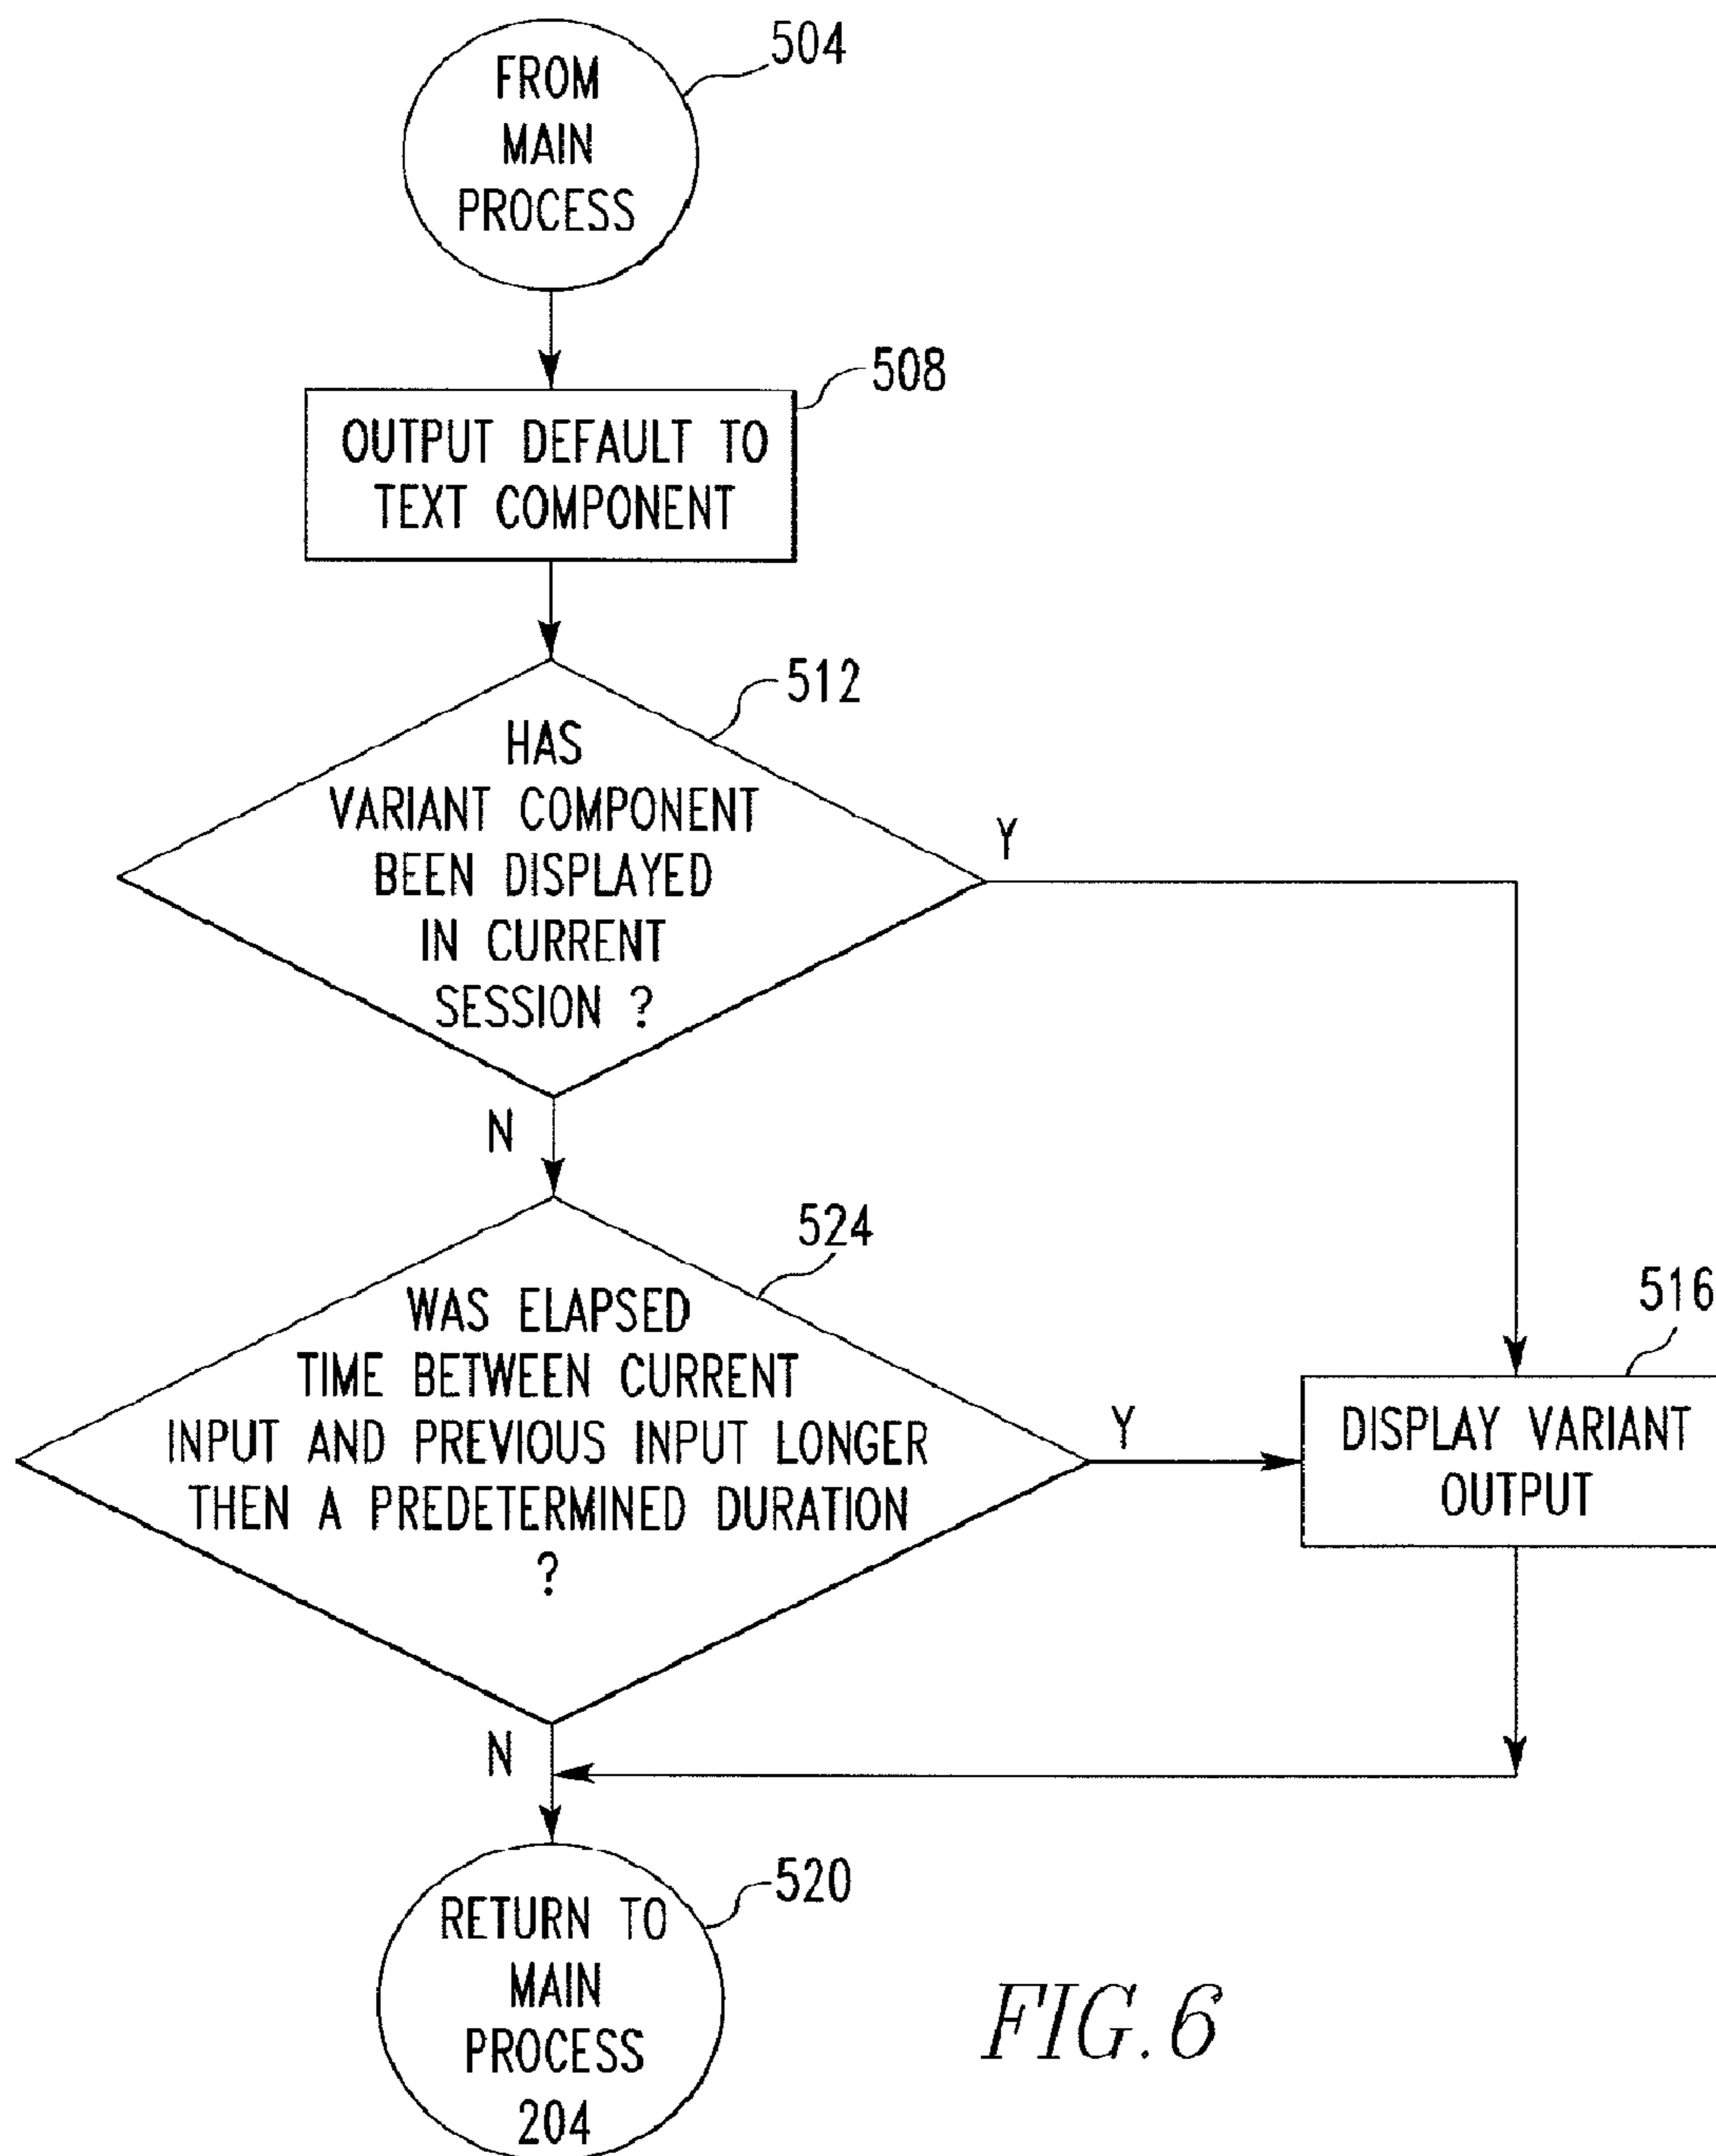 504
FROM
MAIN
PROCESS
508
OUTPUT DEFAULT TO
TEXT COMPONENT
512
HAS
VARIANT COMPONENT
BEEN DISPLAYED
IN CURRENT
SESSION ?
Y
N
524
WAS ELAPSED
TIME BETWEEN CURRENT
INPUT AND PREVIOUS INPUT LONGER
THEN A PREDETERMINED DURATION
?
Y
516
DISPLAY VARIANT
OUTPUT
N
520
RETURN TO
MAIN
PROCESS
204
FIG. 6